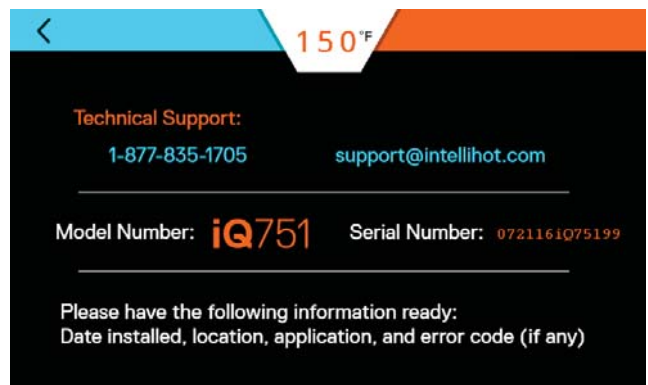 150°F
Technical Support:
1-877-835-1705 support@intellihot.com
Model Number: iQ751 Serial Number: 072116iQ75199
Please have the following information ready:
Date installed, location, application, and error code (if any)